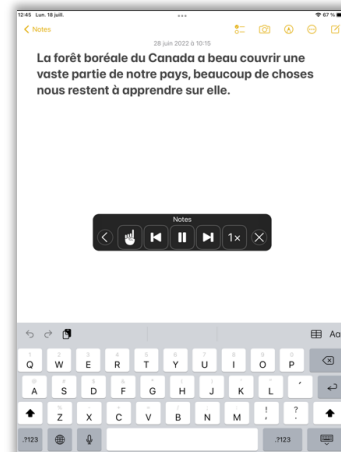 12:45 Lun. 18 juill.
67 %
Notes
28 juin 2022 à 10:15
La forêt boréale du Canada a beau couvrir une
vaste partie de notre pays, beaucoup de choses
nous restent à apprendre sur elle.
Notes
1×
Aa
Q W E R T Y U I O P
A S D F G H J K L
Z X C V B N M ! ?
.?123 .?123